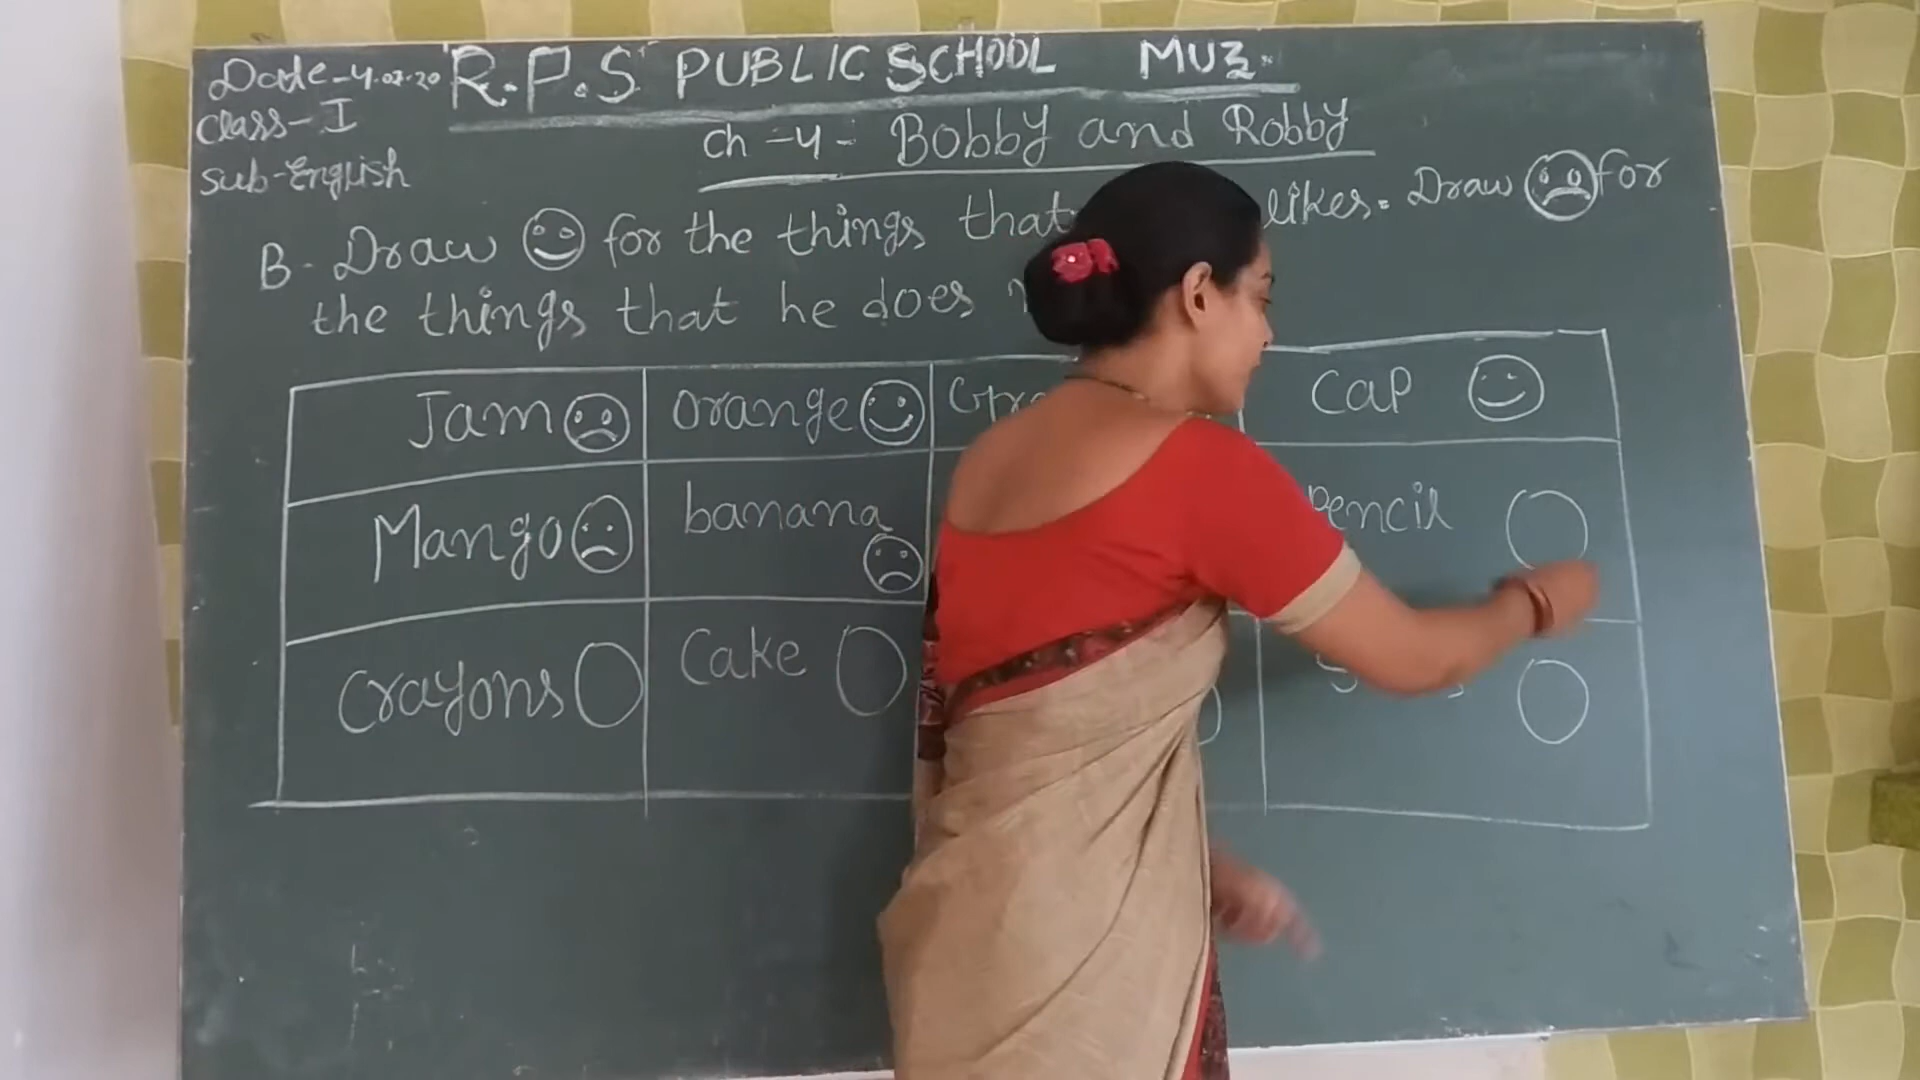 Date-4.07.20 R.P.S PUBLIC SCHOOL MUZ.
Class-I
Sub-English
Ch-4- Bobby and Robby
B-Draw for the things that likes. Draw for
the things that he does
Jam orange Cap
Mango banana Pencil
Crayons Cake